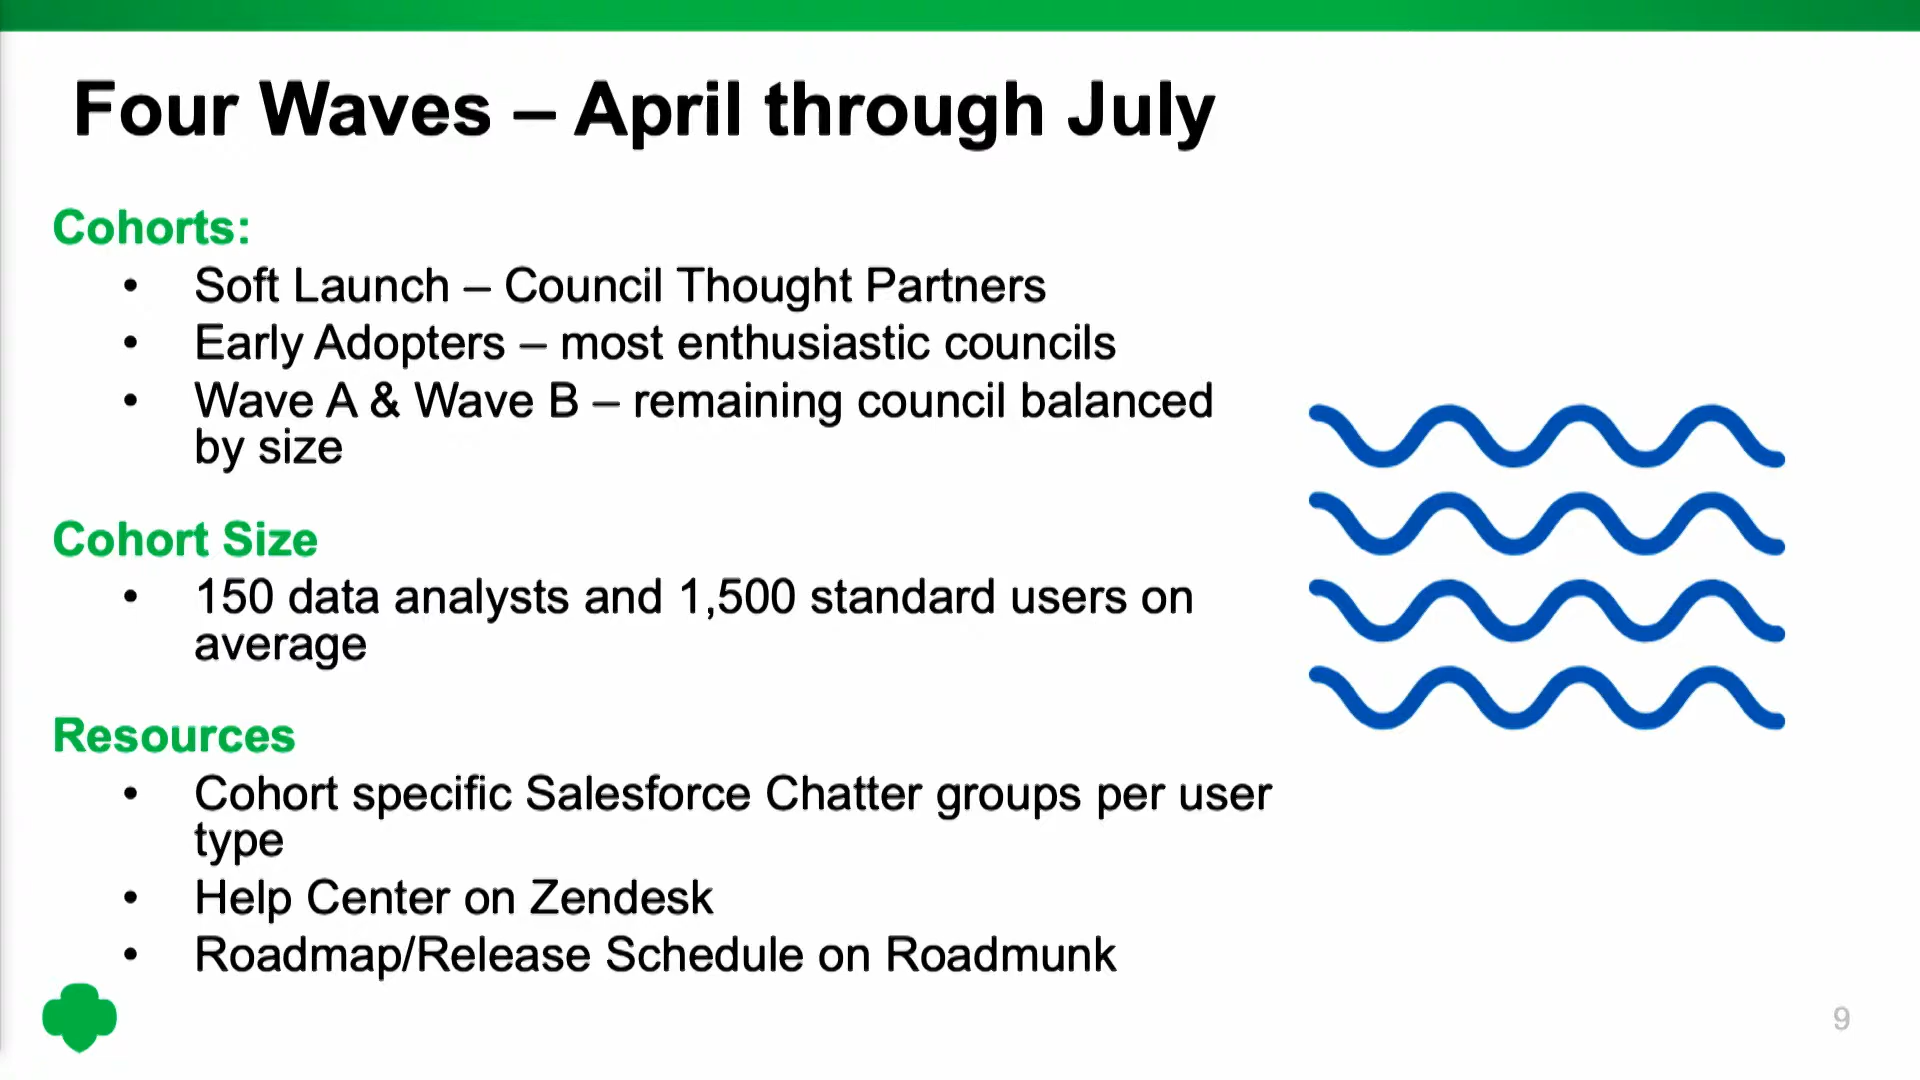 Four Waves – April through July
Cohorts:
• Soft Launch – Council Thought Partners
• Early Adopters – most enthusiastic councils
• Wave A & Wave B – remaining council balanced
by size
Cohort Size
• 150 data analysts and 1,500 standard users on
average
Resources
• Cohort specific Salesforce Chatter groups per user
type
• Help Center on Zendesk
• Roadmap/Release Schedule on Roadmunk
9